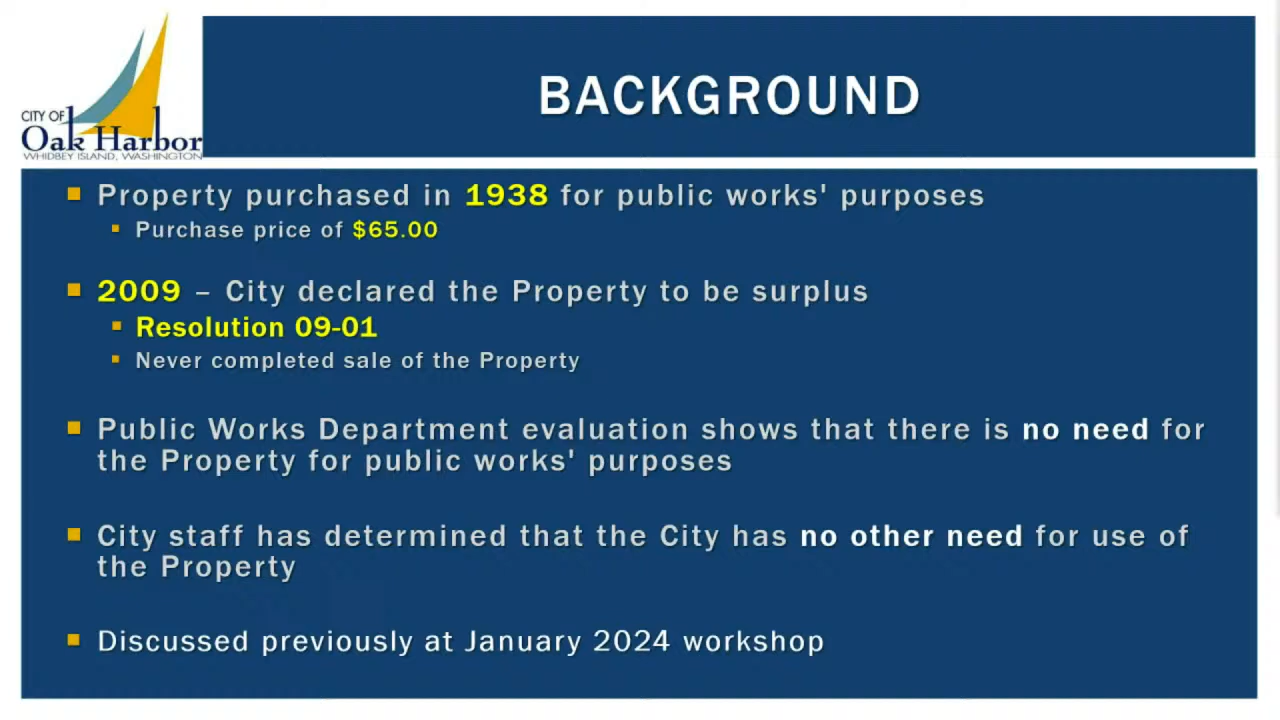 CITY OF
Oak Harbor
WHIDBEY ISLAND, WASHINGTON
BACKGROUND
Property purchased in 1938 for public works' purposes
Purchase price of $65.00
2009 – City declared the Property to be surplus
Resolution 09-01
Never completed sale of the Property
Public Works Department evaluation shows that there is no need for
the Property for public works' purposes
City staff has determined that the City has no other need for use of
the Property
Discussed previously at January 2024 workshop